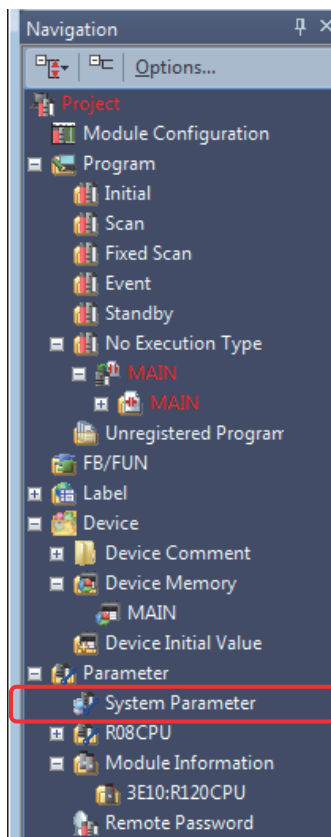 Navigation
Options...
Project
Module Configuration
Program
Initial
Scan
Fixed Scan
Event
Standby
No Execution Type
MAIN
MAIN
Unregistered Program
FB/FUN
Label
Device
Device Comment
Device Memory
MAIN
Device Initial Value
Parameter
System Parameter
R08CPU
Module Information
3E10:R120CPU
Remote Password